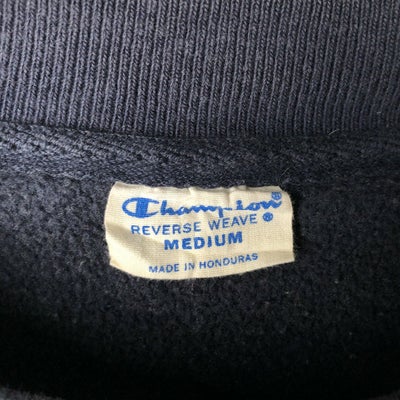 Champion
REVERSE WEAVE ®
MEDIUM
MADE IN HONDURAS